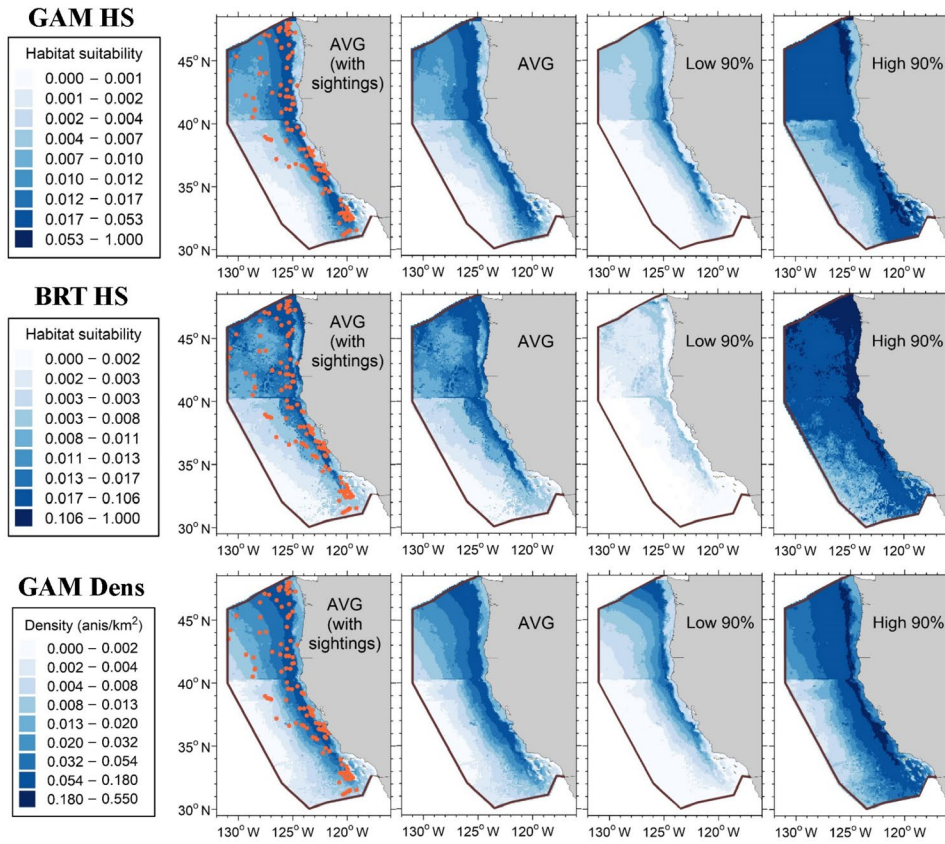 GAM HS
Habitat suitability
0.000 – 0.001
0.001 – 0.002
0.002 – 0.004
0.004 – 0.007
0.007 – 0.010
0.010 – 0.012
0.012 – 0.017
0.017 – 0.053
0.053 – 1.000
45°N
40°N
35°N
30°N
AVG
(with
sightings)
AVG
Low 90%
High 90%
130°W 125°W 120°W
130°W 125°W 120°W
130°W 125°W 120°W
130°W 125°W 120°W
BRT HS
Habitat suitability
0.000 – 0.002
0.002 – 0.003
0.003 – 0.003
0.003 – 0.008
0.008 – 0.011
0.011 – 0.013
0.013 – 0.017
0.017 – 0.106
0.106 – 1.000
45°N
40°N
35°N
30°N
AVG
(with
sightings)
AVG
Low 90%
High 90%
130°W 125°W 120°W
130°W 125°W 120°W
130°W 125°W 120°W
130°W 125°W 120°W
GAM Dens
Density (anis/km²)
0.000 – 0.002
0.002 – 0.004
0.004 – 0.008
0.008 – 0.013
0.013 – 0.020
0.020 – 0.032
0.032 – 0.054
0.054 – 0.180
0.180 – 0.550
45°N
40°N
35°N
30°N
AVG
(with
sightings)
AVG
Low 90%
High 90%
130°W 125°W 120°W
130°W 125°W 120°W
130°W 125°W 120°W
130°W 125°W 120°W